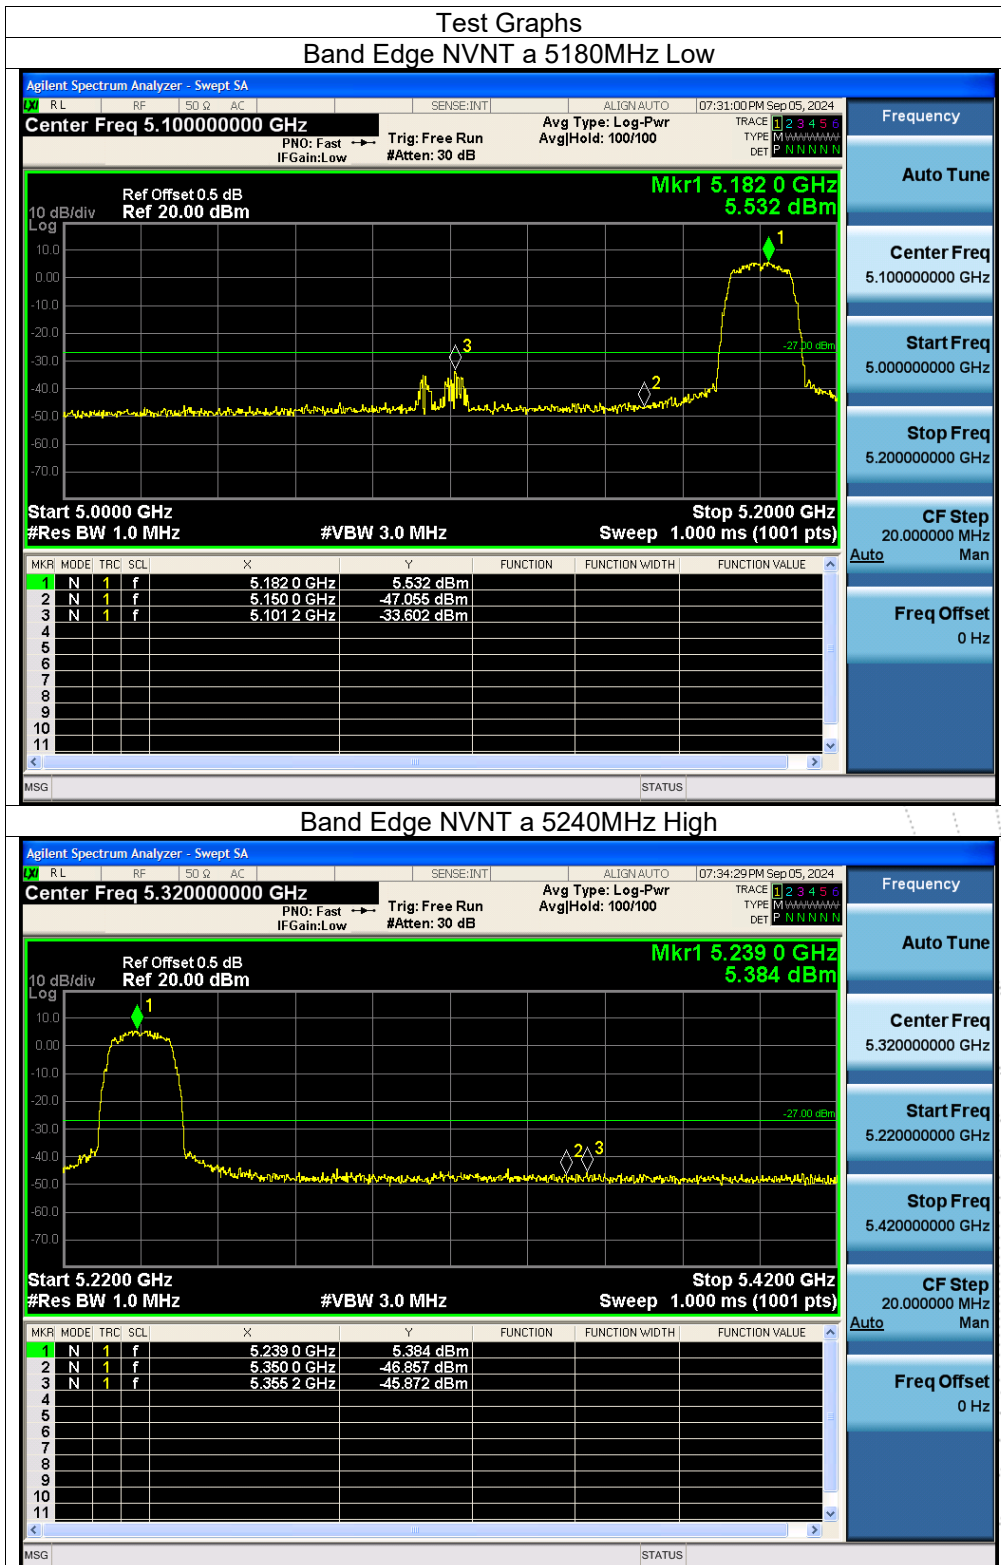 Test Graphs
Band Edge NVNT a 5180MHz Low
Agilent Spectrum Analyzer - Swept SA
LXI RL RF 50 Ω AC SENSE:INT ALIGN AUTO 07:31:00 PM Sep 05, 2024
Center Freq 5.100000000 GHz
PNO: Fast
IFGain:Low
Trig: Free Run
#Atten: 30 dB
Avg Type: Log-Pwr
Avg|Hold: 100/100
TRACE 1 2 3 4 5 6
TYPE M WWWWW
DET P N N N N N
Ref Offset 0.5 dB
10 dB/div Ref 20.00 dBm
Log
Mkr1 5.182 0 GHz
5.532 dBm
10.0
0.00
-10.0
-20.0
-30.0
-40.0
-50.0
-60.0
-70.0
1
2
3
-27.00 dBm
Start 5.0000 GHz Stop 5.2000 GHz
#Res BW 1.0 MHz #VBW 3.0 MHz Sweep 1.000 ms (1001 pts)
MKR MODE TRC SCL X Y FUNCTION FUNCTION WIDTH FUNCTION VALUE
1 N 1 f 5.182 0 GHz 5.532 dBm
2 N 1 f 5.150 0 GHz -47.055 dBm
3 N 1 f 5.101 2 GHz -33.602 dBm
4
5
6
7
8
9
10
11
MSG STATUS
Frequency
Auto Tune
Center Freq
5.100000000 GHz
Start Freq
5.000000000 GHz
Stop Freq
5.200000000 GHz
CF Step
20.000000 MHz
Auto Man
Freq Offset
0 Hz
Band Edge NVNT a 5240MHz High
Agilent Spectrum Analyzer - Swept SA
LXI RL RF 50 Ω AC SENSE:INT ALIGN AUTO 07:34:29 PM Sep 05, 2024
Center Freq 5.320000000 GHz
PNO: Fast
IFGain:Low
Trig: Free Run
#Atten: 30 dB
Avg Type: Log-Pwr
Avg|Hold: 100/100
TRACE 1 2 3 4 5 6
TYPE M WWWWW
DET P N N N N N
Ref Offset 0.5 dB
10 dB/div Ref 20.00 dBm
Log
Mkr1 5.239 0 GHz
5.384 dBm
10.0
0.00
-10.0
-20.0
-30.0
-40.0
-50.0
-60.0
-70.0
1
2
3
-27.00 dBm
Start 5.2200 GHz Stop 5.4200 GHz
#Res BW 1.0 MHz #VBW 3.0 MHz Sweep 1.000 ms (1001 pts)
MKR MODE TRC SCL X Y FUNCTION FUNCTION WIDTH FUNCTION VALUE
1 N 1 f 5.239 0 GHz 5.384 dBm
2 N 1 f 5.350 0 GHz -46.857 dBm
3 N 1 f 5.355 2 GHz -45.872 dBm
4
5
6
7
8
9
10
11
MSG STATUS
Frequency
Auto Tune
Center Freq
5.320000000 GHz
Start Freq
5.220000000 GHz
Stop Freq
5.420000000 GHz
CF Step
20.000000 MHz
Auto Man
Freq Offset
0 Hz